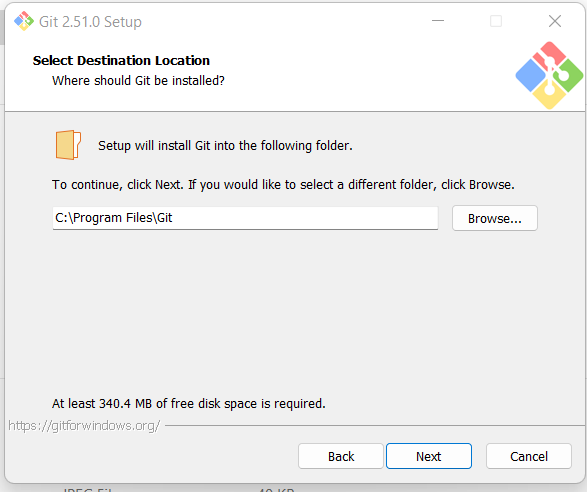 Git 2.51.0 Setup
Select Destination Location
Where should Git be installed?
Setup will install Git into the following folder.
To continue, click Next. If you would like to select a different folder, click Browse.
C:\Program Files\Git
Browse...
At least 340.4 MB of free disk space is required.
https://gitforwindows.org/
Back
Next
Cancel